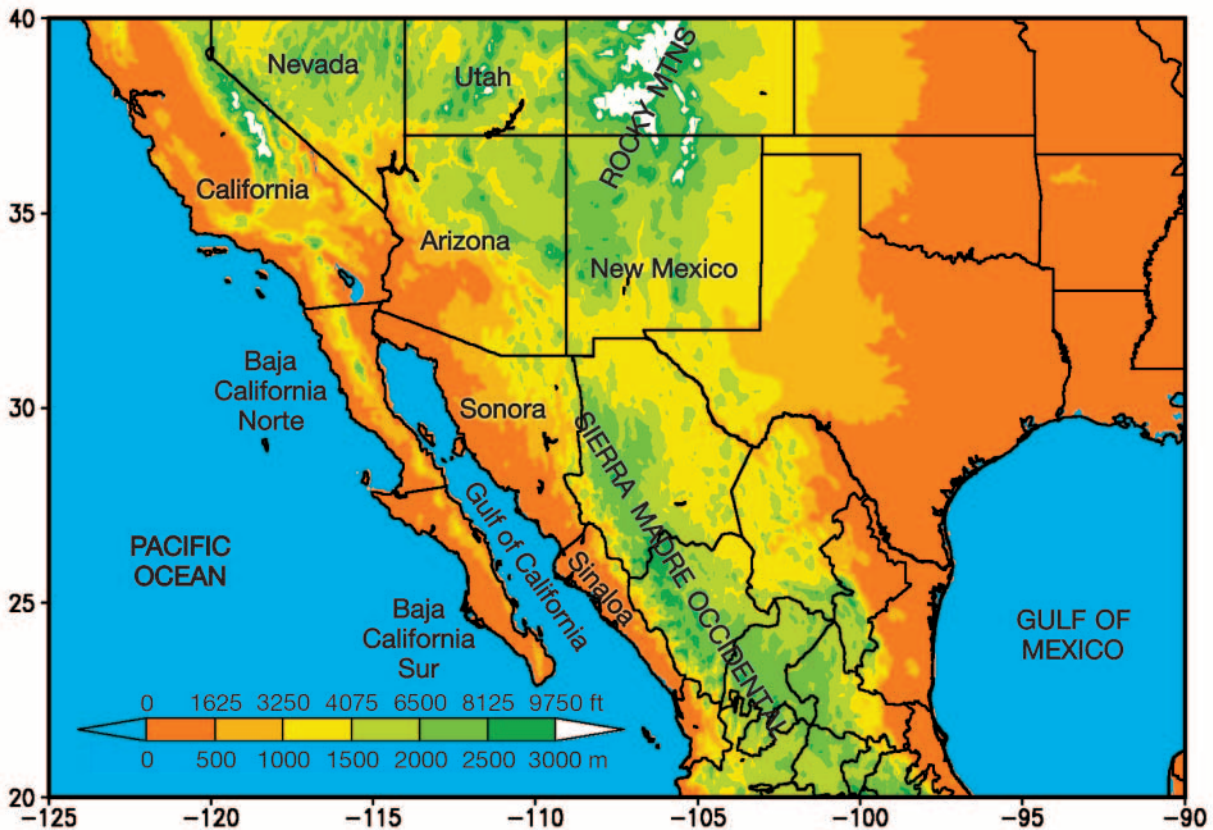 40
Nevada
Utah
ROCKY MTNS
California
35
Arizona
New Mexico
Baja
California
Norte
30
Sonora
SIERRA MADRE OCCIDENTAL
Gulf of California
PACIFIC
OCEAN
Sinaloa
25
Baja
California
Sur
GULF OF
MEXICO
0 1625 3250 4075 6500 8125 9750 ft
0 500 1000 1500 2000 2500 3000 m
20
−125 −120 −115 −110 −105 −100 −95 −90